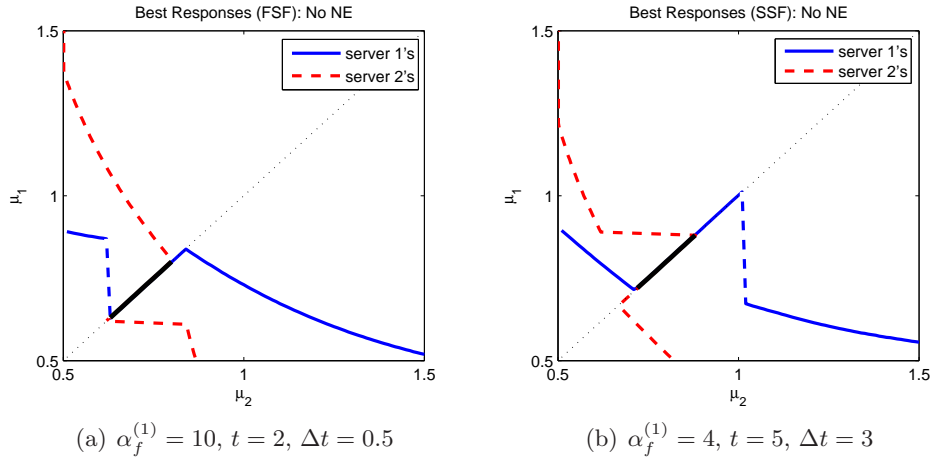 Best Responses (FSF): No NE
1.5
server 1's
server 2's
μ₁
1
0.5
0.5
1
1.5
μ₂
(a) α_f^{(1)} = 10, t = 2, Δt = 0.5
Best Responses (SSF): No NE
1.5
server 1's
server 2's
μ₁
1
0.5
0.5
1
1.5
μ₂
(b) α_f^{(1)} = 4, t = 5, Δt = 3